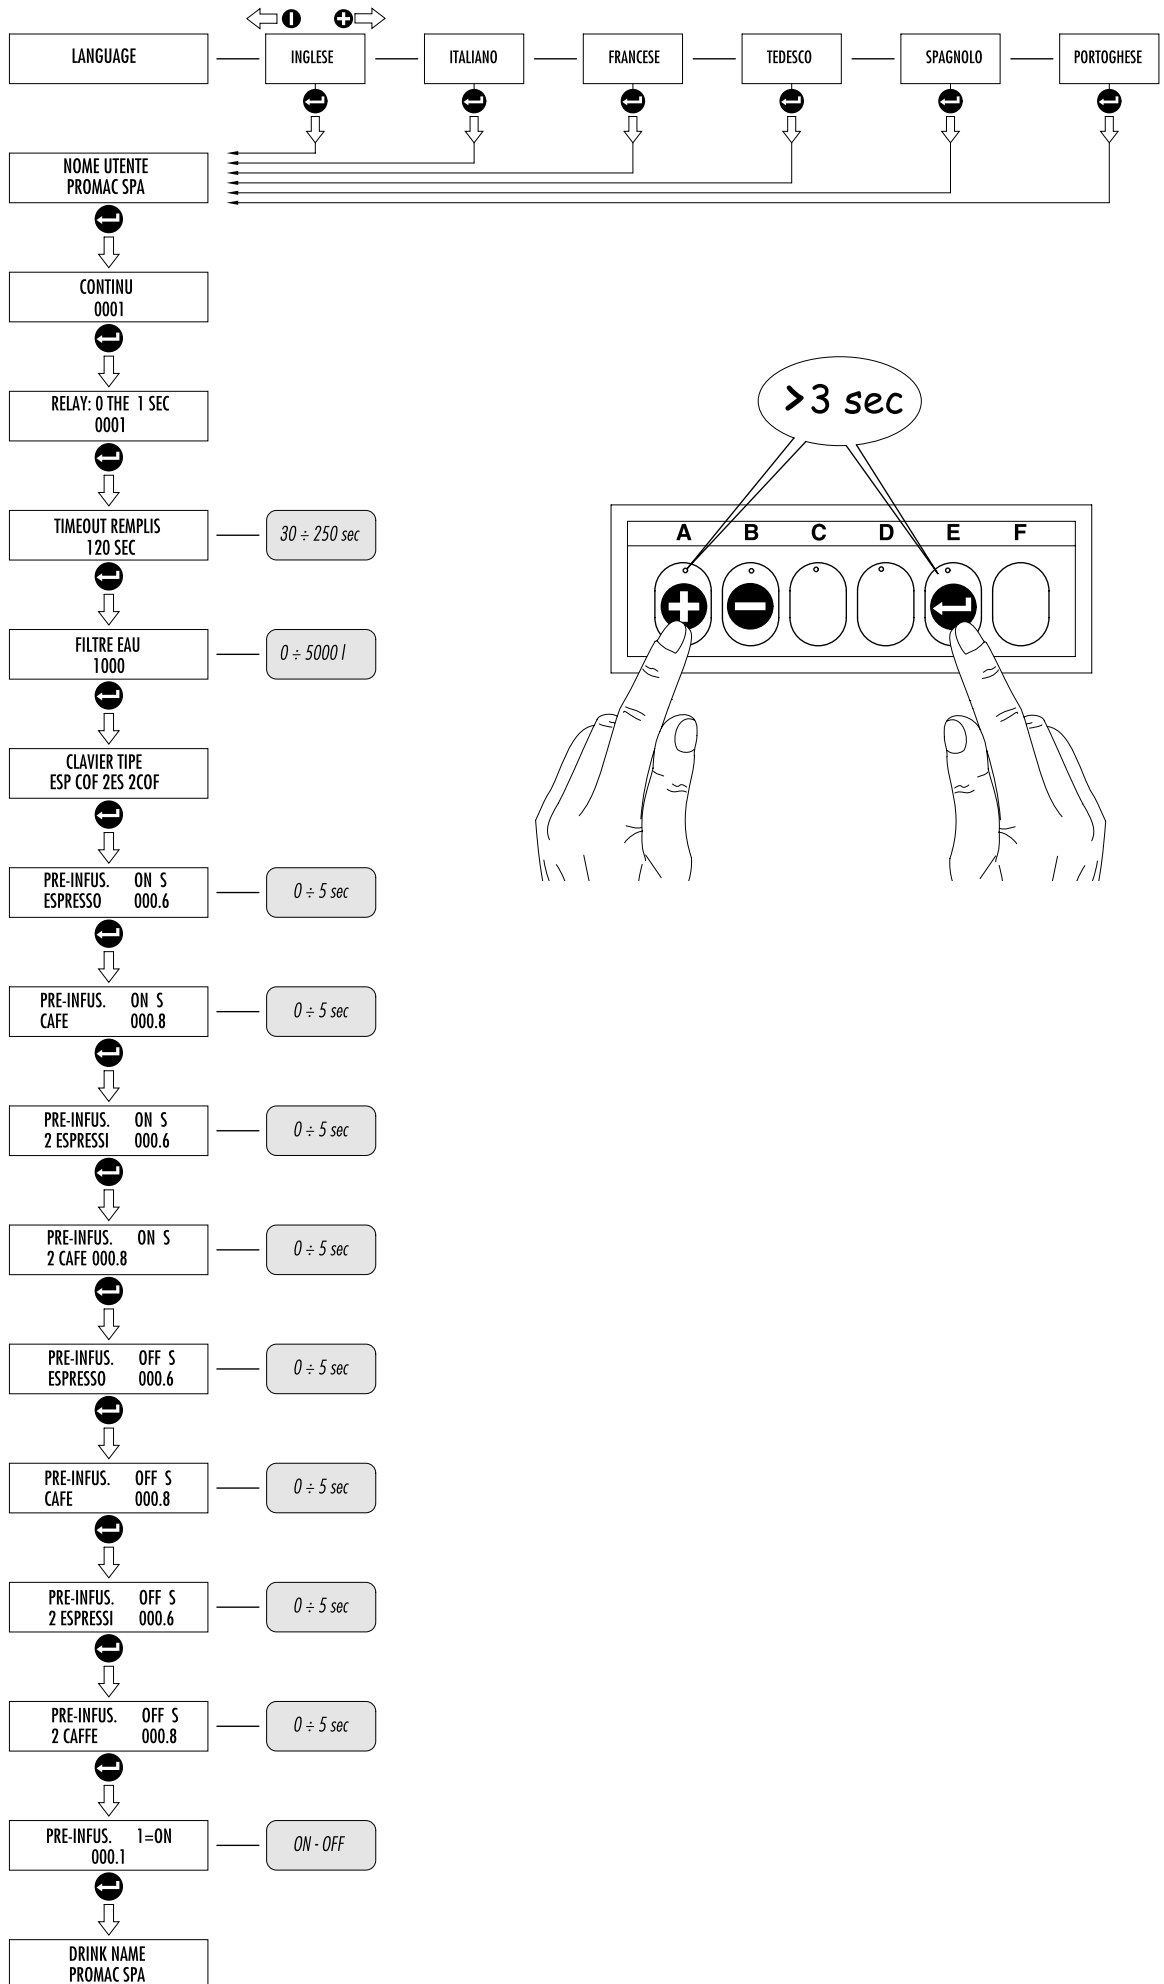 LANGUAGE
INGLESE
ITALIANO
FRANCESE
TEDESCO
SPAGNOLO
PORTOGHESE
NOME UTENTE
PROMAC SPA
CONTINU
0001
RELAY: 0 THE 1 SEC
0001
TIMEOUT REMPLIS
120 SEC
30 ÷ 250 sec
FILTRE EAU
1000
0 ÷ 5000 l
CLAVIER TIPE
ESP COF 2ES 2COF
PRE-INFUS. ON S
ESPRESSO 000.6
0 ÷ 5 sec
PRE-INFUS. ON S
CAFE 000.8
0 ÷ 5 sec
PRE-INFUS. ON S
2 ESPRESSI 000.6
0 ÷ 5 sec
PRE-INFUS. ON S
2 CAFE 000.8
0 ÷ 5 sec
PRE-INFUS. OFF S
ESPRESSO 000.6
0 ÷ 5 sec
PRE-INFUS. OFF S
CAFE 000.8
0 ÷ 5 sec
PRE-INFUS. OFF S
2 ESPRESSI 000.6
0 ÷ 5 sec
PRE-INFUS. OFF S
2 CAFFE 000.8
0 ÷ 5 sec
PRE-INFUS. 1=ON
000.1
ON - OFF
DRINK NAME
PROMAC SPA
>3 sec
A B C D E F